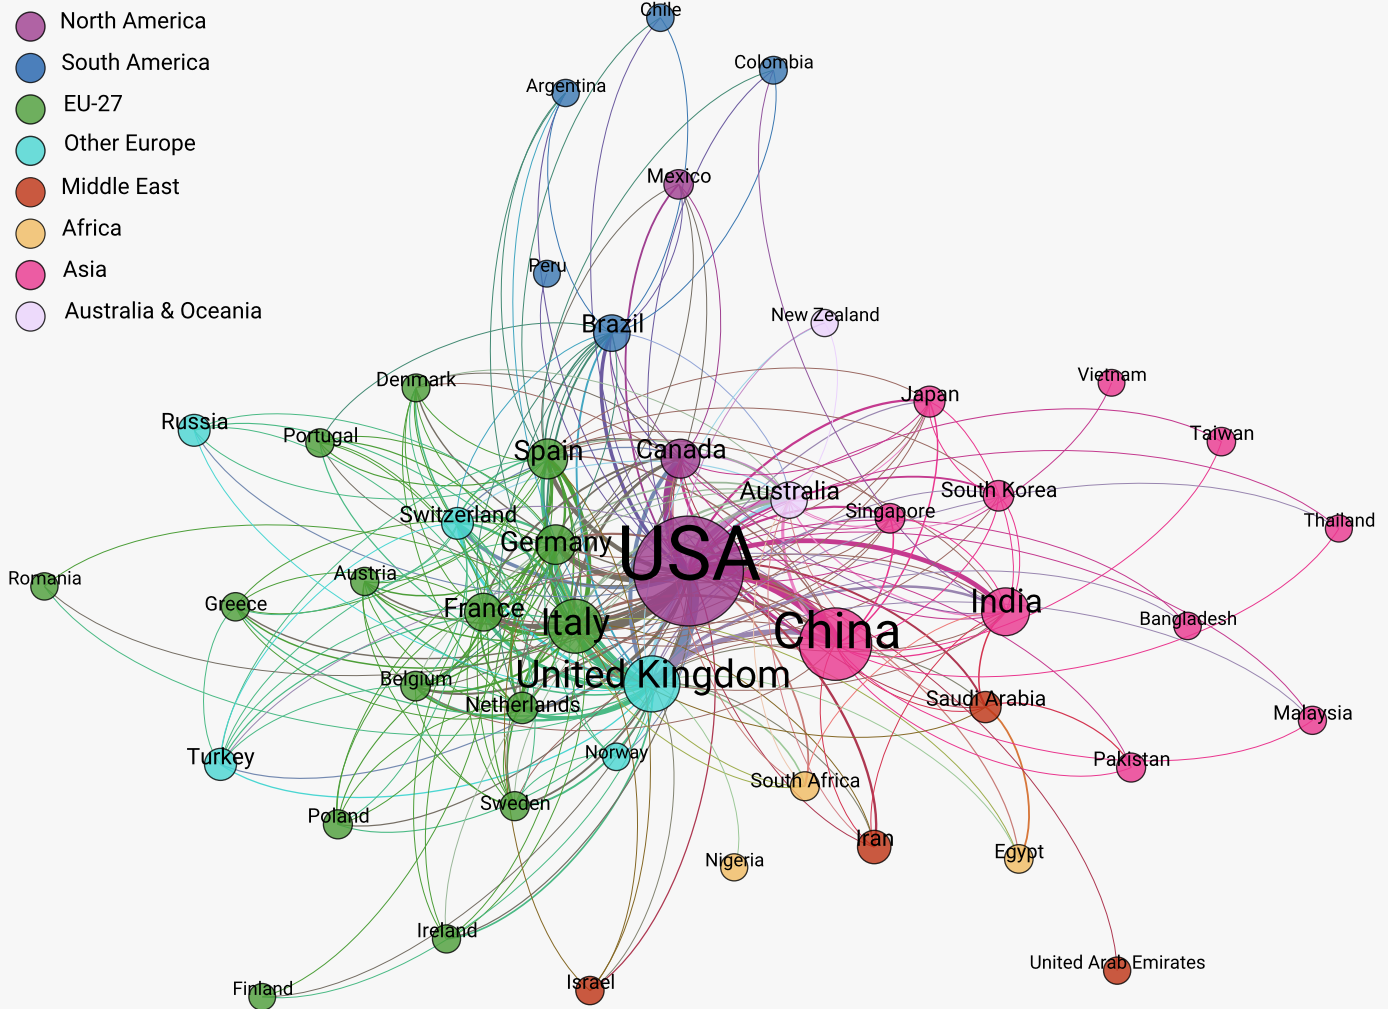 North America
South America
EU-27
Other Europe
Middle East
Africa
Asia
Australia & Oceania
Chile
Colombia
Argentina
Mexico
Peru
New Zealand
Brazil
Denmark
Vietnam
Japan
Russia
Portugal
Taiwan
Spain
Canada
Australia
South Korea
Switzerland
Singapore
Thailand
Germany
USA
Romania
Austria
Greece
France
Italy
India
China
Bangladesh
Belgium
United Kingdom
Netherlands
Saudi Arabia
Malaysia
Turkey
Norway
Pakistan
South Africa
Poland
Sweden
Iran
Nigeria
Egypt
Ireland
United Arab Emirates
Finland
Israel